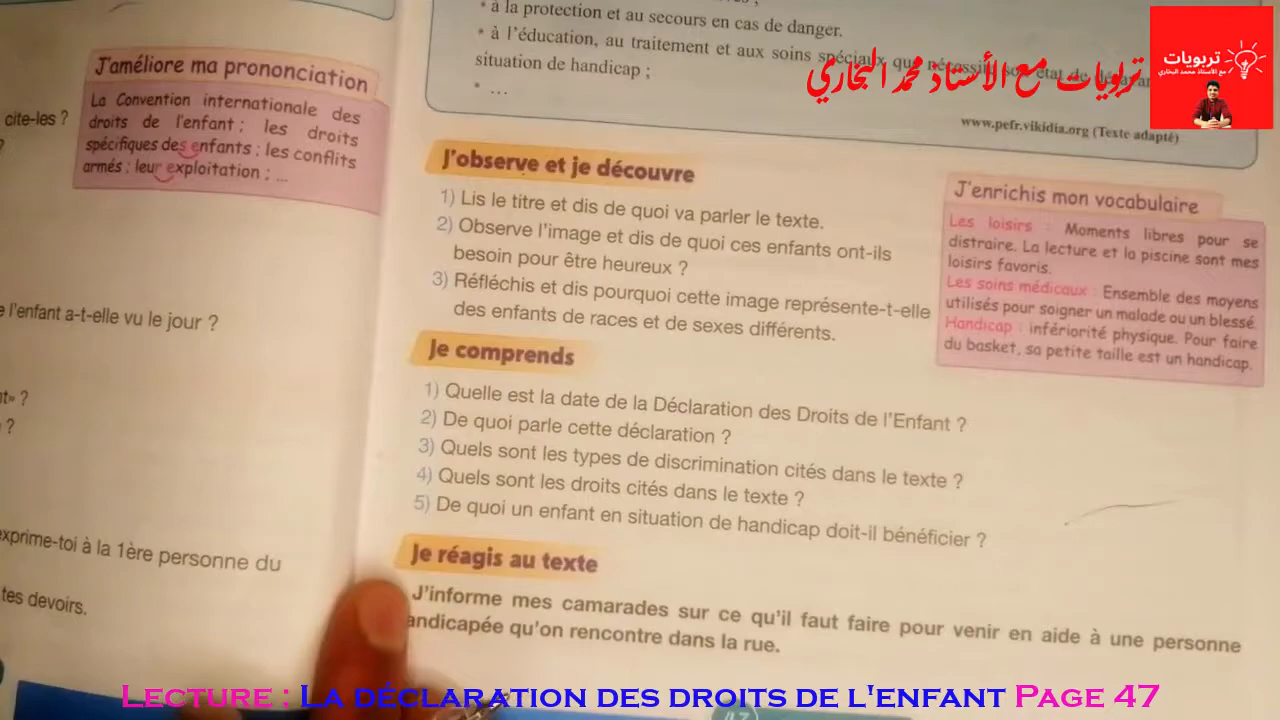 J'améliore ma prononciation
La Convention internationale des
droits de l'enfant ; les droits
spécifiques des enfants ; les conflits
armés ; leur exploitation ; ...
cite-les ?
?
e l'enfant a-t-elle vu le jour ?
nt» ?
?
exprime-toi à la 1ère personne du
tes devoirs.
* à la protection et au secours en cas de danger.
* à l'éducation, au traitement et aux soins spéciaux que nécessite son état de
situation de handicap ;
* ...
www.pefr.vikidia.org (Texte adapté)
J'observe et je découvre
1) Lis le titre et dis de quoi va parler le texte.
2) Observe l'image et dis de quoi ces enfants ont-ils
besoin pour être heureux ?
3) Réfléchis et dis pourquoi cette image représente-t-elle
des enfants de races et de sexes différents.
J'enrichis mon vocabulaire
Les loisirs : Moments libres pour se
distraire. La lecture et la piscine sont mes
loisirs favoris.
Les soins médicaux : Ensemble des moyens
utilisés pour soigner un malade ou un blessé.
Handicap : infériorité physique. Pour faire
du basket, sa petite taille est un handicap.
Je comprends
1) Quelle est la date de la Déclaration des Droits de l'Enfant ?
2) De quoi parle cette déclaration ?
3) Quels sont les types de discrimination cités dans le texte ?
4) Quels sont les droits cités dans le texte ?
5) De quoi un enfant en situation de handicap doit-il bénéficier ?
Je réagis au texte
J'informe mes camarades sur ce qu'il faut faire pour venir en aide à une personne
andicapée qu'on rencontre dans la rue.
47
تربويات مع الأستاذ محمد البخاري
تربويات
مع الأستاذ محمد البخاري
Lecture : La déclaration des droits de l'enfant Page 47